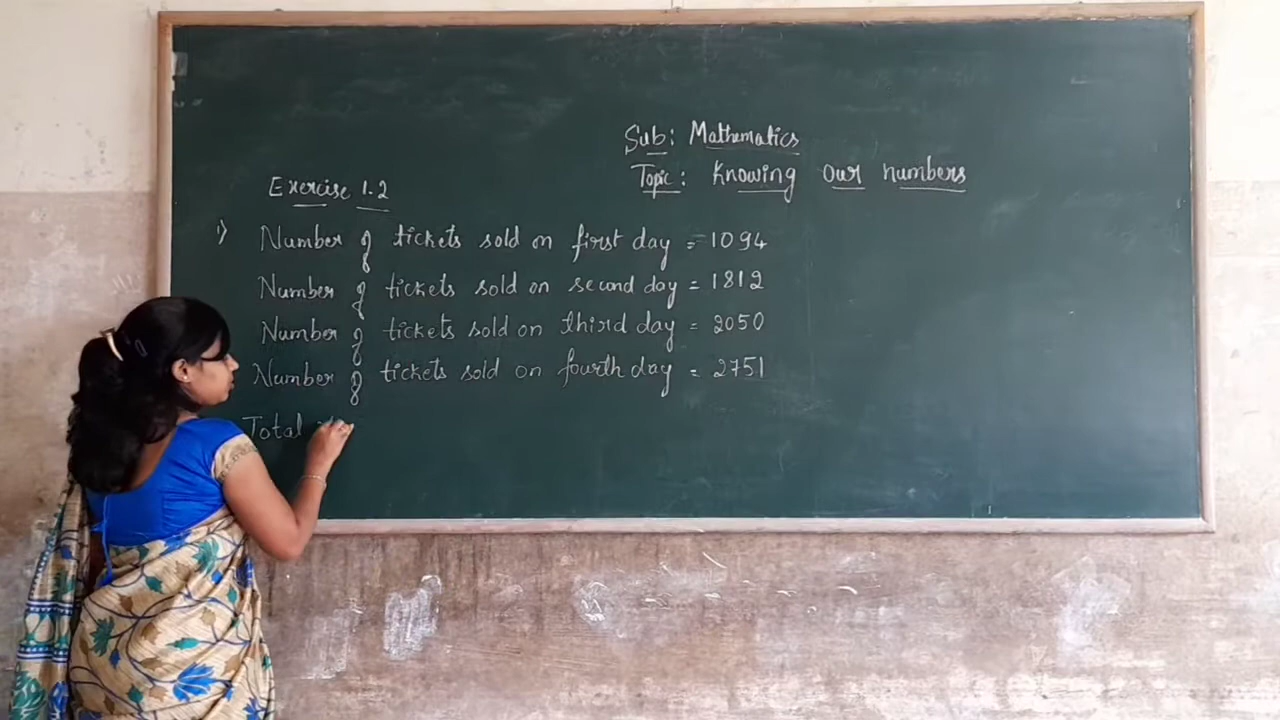 Sub: Mathematics
Topic: Knowing our numbers
Exercise 1.2
1) Number of tickets sold on first day = 1094
Number of tickets sold on second day = 1812
Number of tickets sold on third day = 2050
Number of tickets sold on fourth day = 2751
Total